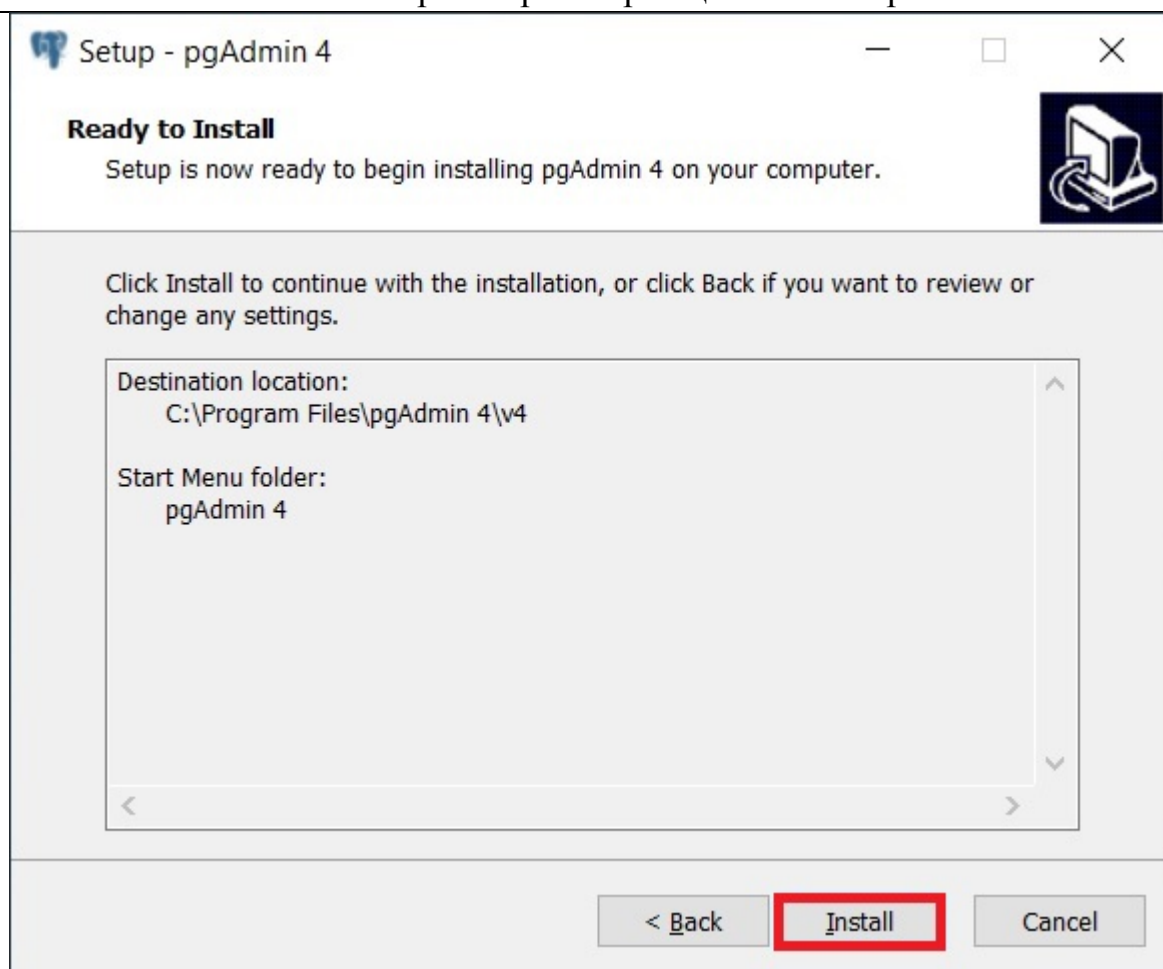 Setup - pgAdmin 4
Ready to Install
Setup is now ready to begin installing pgAdmin 4 on your computer.
Click Install to continue with the installation, or click Back if you want to review or
change any settings.
Destination location:
C:\Program Files\pgAdmin 4\v4
Start Menu folder:
pgAdmin 4
< Back
Install
Cancel